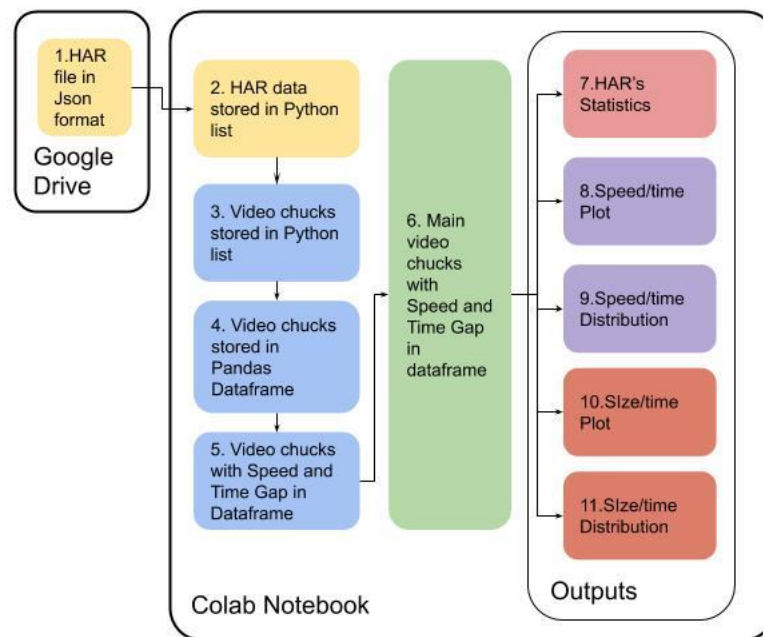 1.HAR
file in
Json
format
Google
Drive
2. HAR data
stored in Python
list
3. Video chucks
stored in Python
list
4. Video chucks
stored in
Pandas
Dataframe
5. Video chucks
with Speed and
Time Gap in
Dataframe
6. Main
video
chucks
with
Speed and
Time Gap
in
dataframe
7.HAR's
Statistics
8.Speed/time
Plot
9.Speed/time
Distribution
10.SIze/time
Plot
11.SIze/time
Distribution
Outputs
Colab Notebook